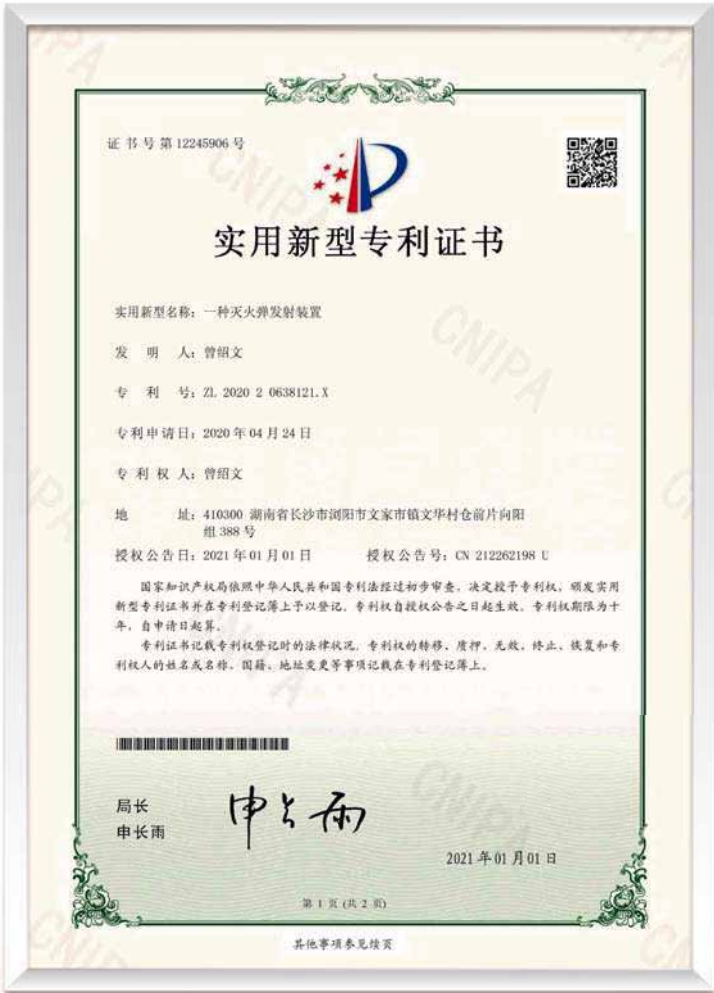 证书号第12245906号
实用新型专利证书
实用新型名称：一种灭火弹发射装置
发 明 人：曾绍文
专 利 号：ZL 2020 2 0638121.X
专利申请日：2020年04月24日
专 利 权 人：曾绍文
地 址：410300 湖南省长沙市浏阳市文家市镇文华村仓前片向阳
组388号
授权公告日：2021年01月01日 授权公告号：CN 212262198 U
国家知识产权局依照中华人民共和国专利法经过初步审查，决定授予专利权，颁发实用
新型专利证书并在专利登记簿上予以登记。专利权自授权公告之日起生效。专利权期限为十
年，自申请日起算。
专利证书记载专利权登记时的法律状况。专利权的转移、质押、无效、终止、恢复和专
利权人的姓名或名称、国籍、地址变更等事项记载在专利登记簿上。
局长
申长雨
申长雨
2021年01月01日
第 1 页 (共 2 页)
其他事项参见续页
CNIPA
CNIPA
CNIPA